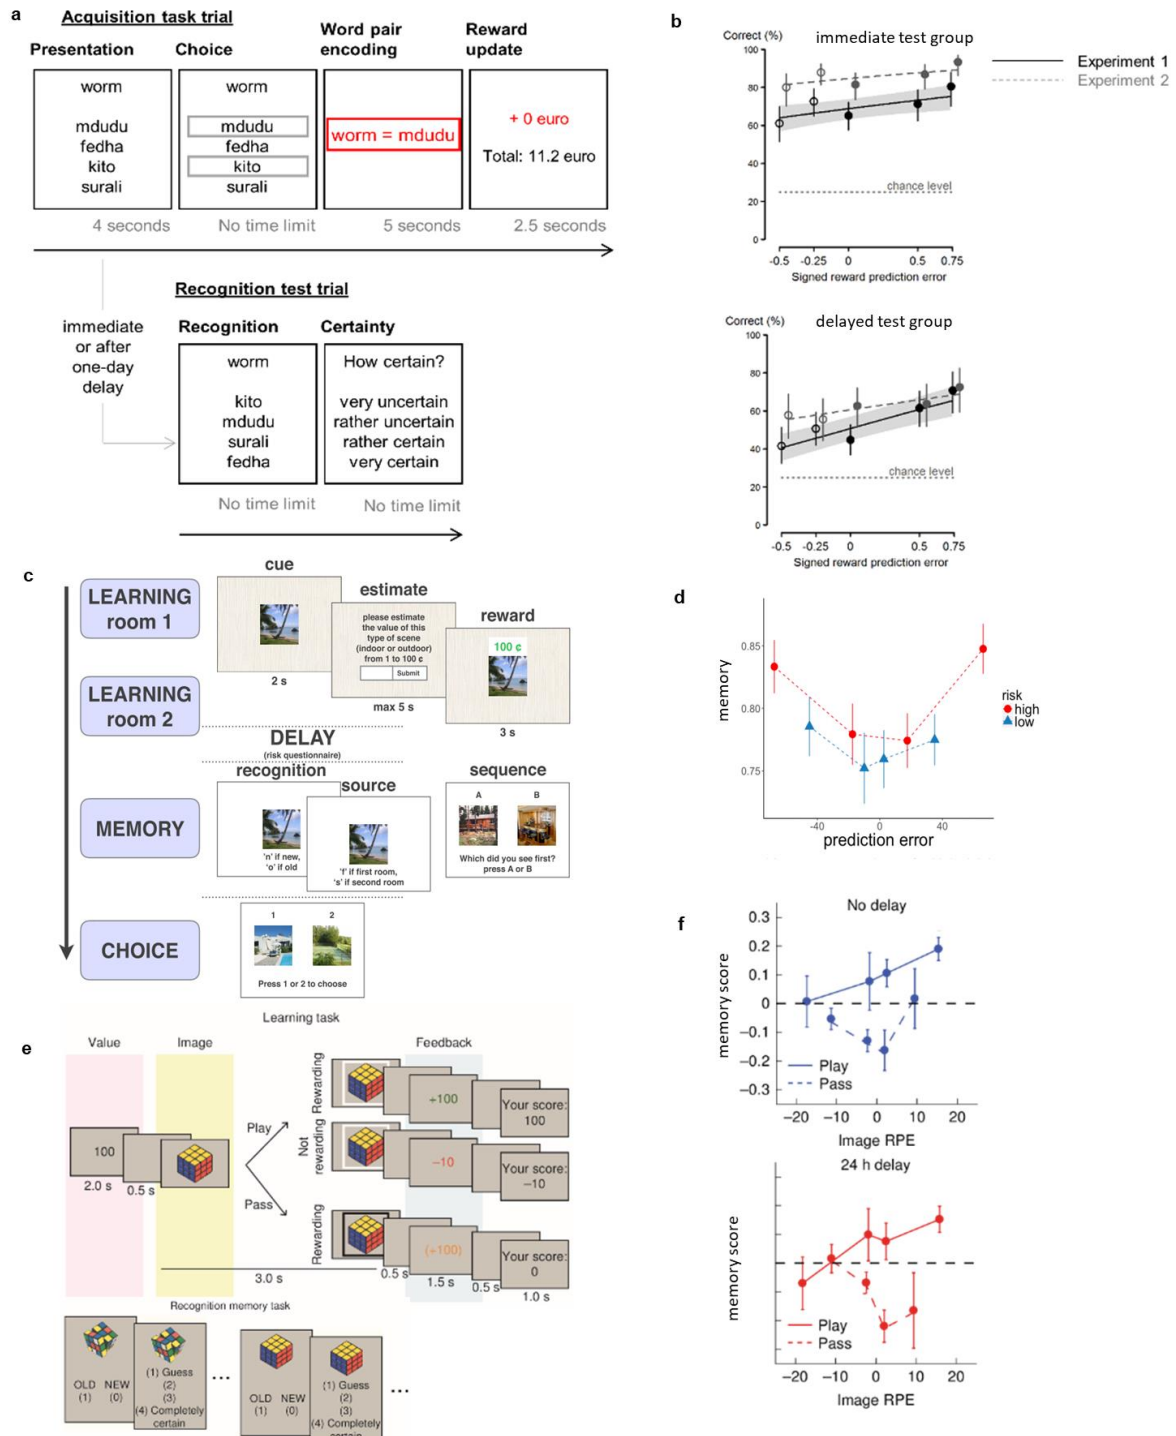 a
Acquisition task trial
Presentation
Choice
Word pair
encoding
Reward
update
worm
mdudu
fedha
kito
surali
worm
mdudu
fedha
kito
surali
worm = mdudu
+ 0 euro
Total: 11.2 euro
4 seconds
No time limit
5 seconds
2.5 seconds
immediate
or after
one-day
delay
Recognition test trial
Recognition
Certainty
worm
kito
mdudu
surali
fedha
How certain?
very uncertain
rather uncertain
rather certain
very certain
No time limit
No time limit
b
Correct (%)
immediate test group
Experiment 1
Experiment 2
100
80
60
40
20
0
chance level
-0.5
-0.25
0
0.5
0.75
Signed reward prediction error
Correct (%)
delayed test group
100
80
60
40
20
0
chance level
-0.5
-0.25
0
0.5
0.75
Signed reward prediction error
c
LEARNING
room 1
LEARNING
room 2
MEMORY
CHOICE
cue
2 s
estimate
please estimate
the value of this
type of scene
(indoor or outdoor)
from 1 to 100 ¢
Submit
max 5 s
reward
100 ¢
3 s
DELAY
(risk questionnaire)
recognition
'n' if new,
'o' if old
source
'f' if first room,
's' if second room
sequence
A
B
Which did you see first?
press A or B
1
2
Press 1 or 2 to choose
d
memory
0.85
0.80
0.75
-40
0
40
prediction error
risk
high
low
e
Learning task
Value
Image
Feedback
100
2.0 s
0.5 s
Play
Pass
3.0 s
Rewarding
Not
rewarding
Rewarding
+100
Your score:
100
−10
Your score:
−10
(+100)
Your score:
0
0.5 s
1.5 s
0.5 s
1.0 s
Recognition memory task
OLD NEW
(1) (0)
(1) Guess
(2)
(3)
(4) Completely
certain
...
OLD NEW
(1) (0)
(1) Guess
(2)
(3)
(4) Completely
certain
...
f
No delay
memory score
0.3
0.2
0.1
0
−0.1
−0.2
−0.3
Play
Pass
−20
−10
0
10
20
Image RPE
24 h delay
memory score
Play
Pass
−20
−10
0
10
20
Image RPE